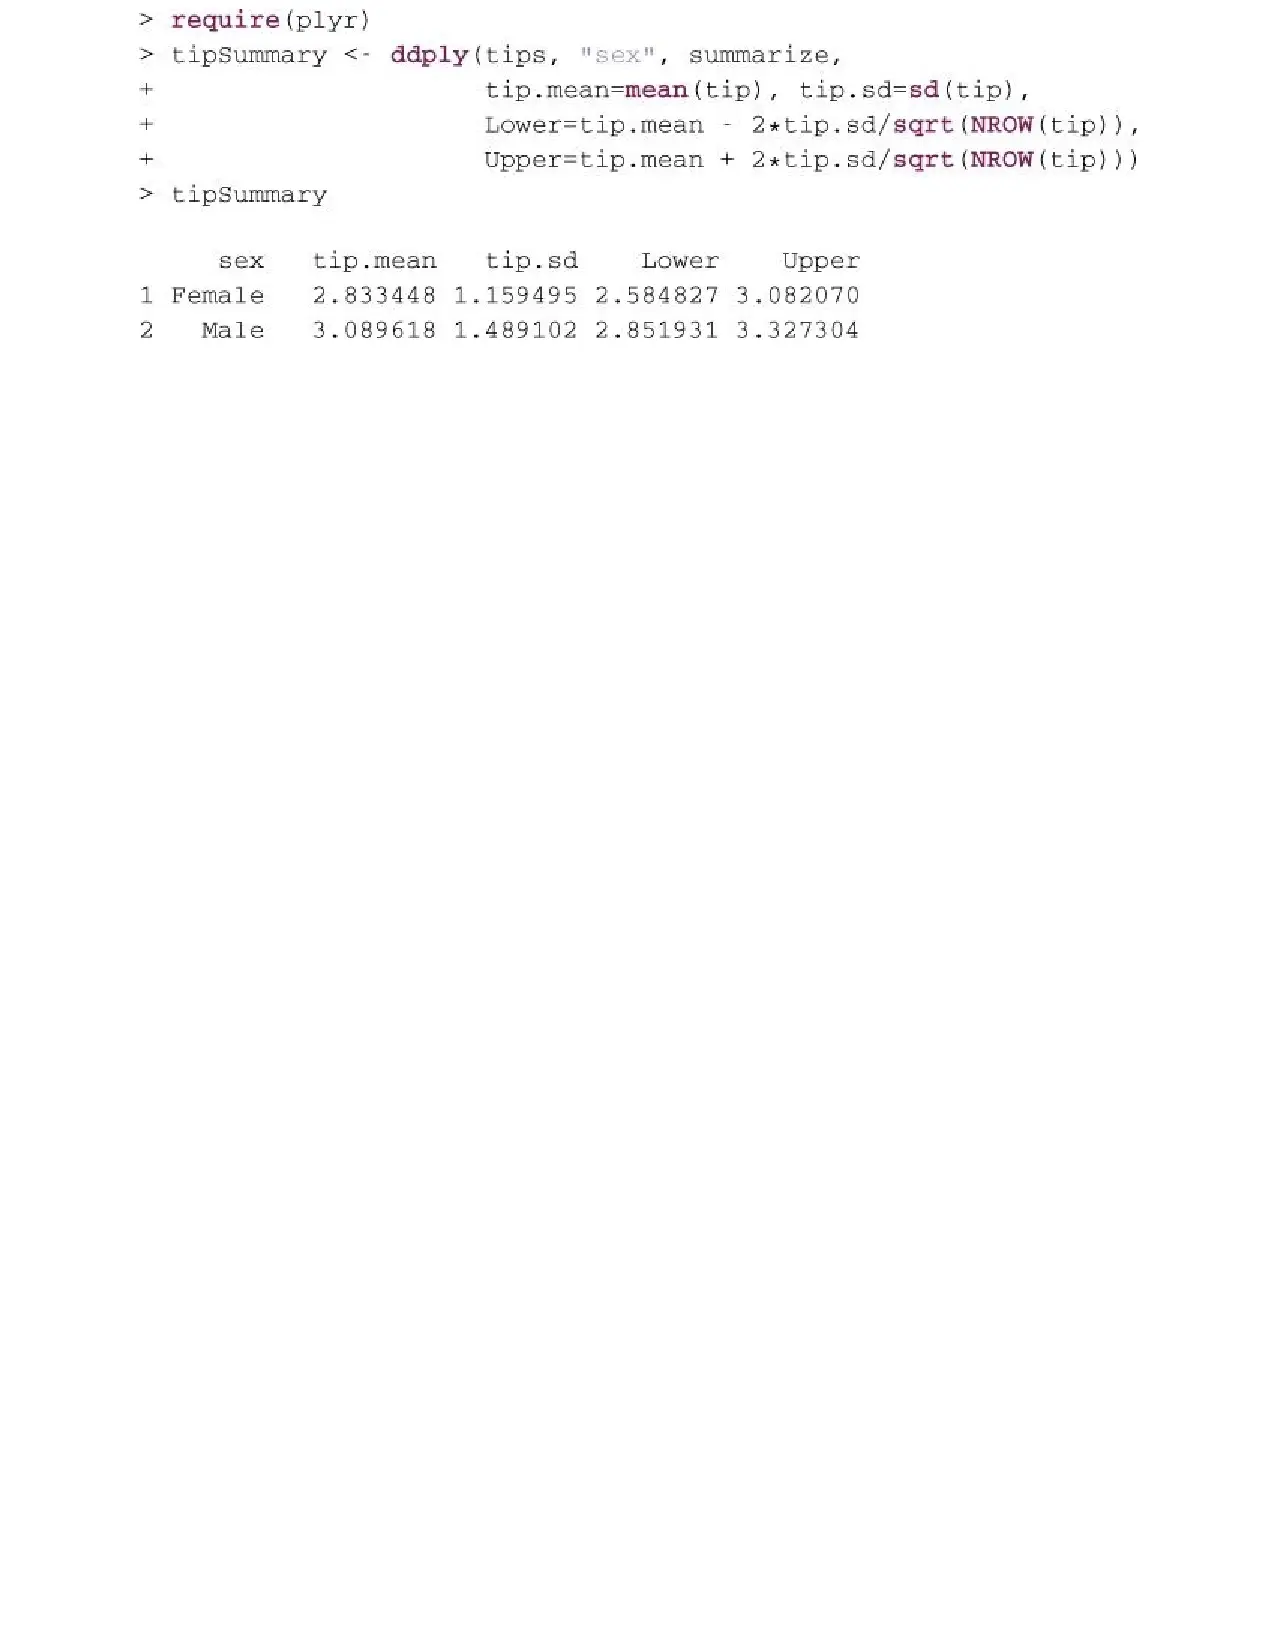 > require(plyr)
> tipSummary <- ddply(tips, "sex", summarize,
+                     tip.mean=mean(tip), tip.sd=sd(tip),
+                     Lower=tip.mean - 2*tip.sd/sqrt(NROW(tip)),
+                     Upper=tip.mean + 2*tip.sd/sqrt(NROW(tip)))
> tipSummary
     sex   tip.mean   tip.sd    Lower    Upper
1 Female   2.833448 1.159495 2.584827 3.082070
2   Male   3.089618 1.489102 2.851931 3.327304